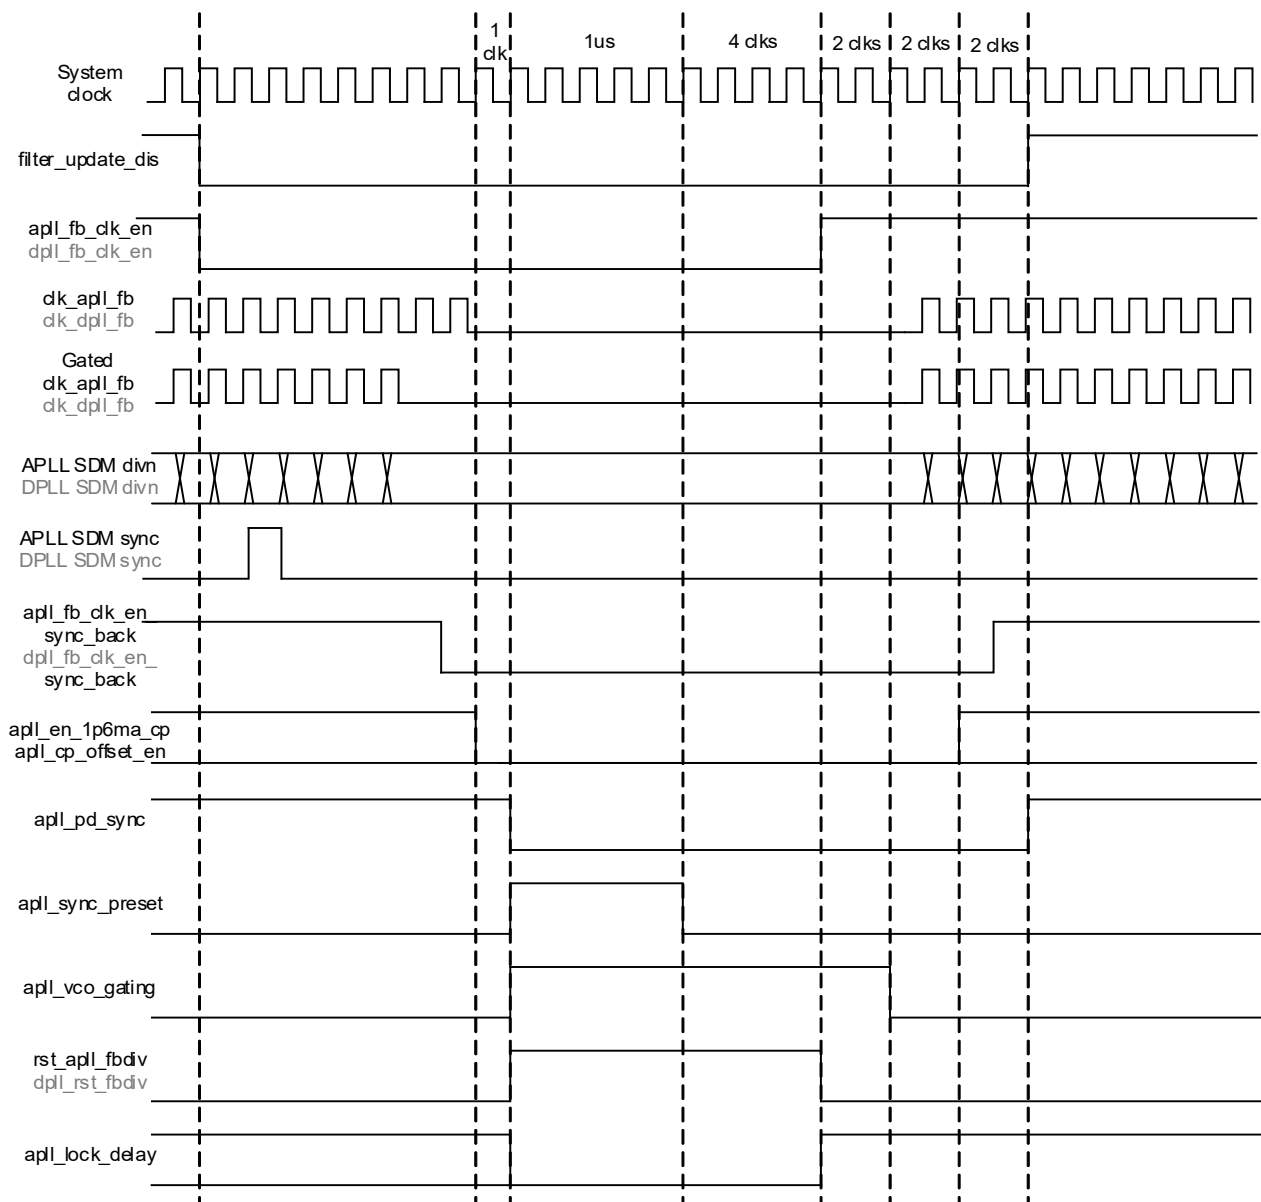 1
clk
1us
4 clks
2 clks
2 clks
2 clks
System
clock
filter_update_dis
apll_fb_clk_en
dpll_fb_clk_en
clk_apll_fb
clk_dpll_fb
Gated
clk_apll_fb
clk_dpll_fb
APLL SDM divn
DPLL SDM divn
APLL SDM sync
DPLL SDM sync
apll_fb_clk_en_
sync_back
dpll_fb_clk_en_
sync_back
apll_en_1p6ma_cp
apll_cp_offset_en
apll_pd_sync
apll_sync_preset
apll_vco_gating
rst_apll_fbdiv
dpll_rst_fbdiv
apll_lock_delay